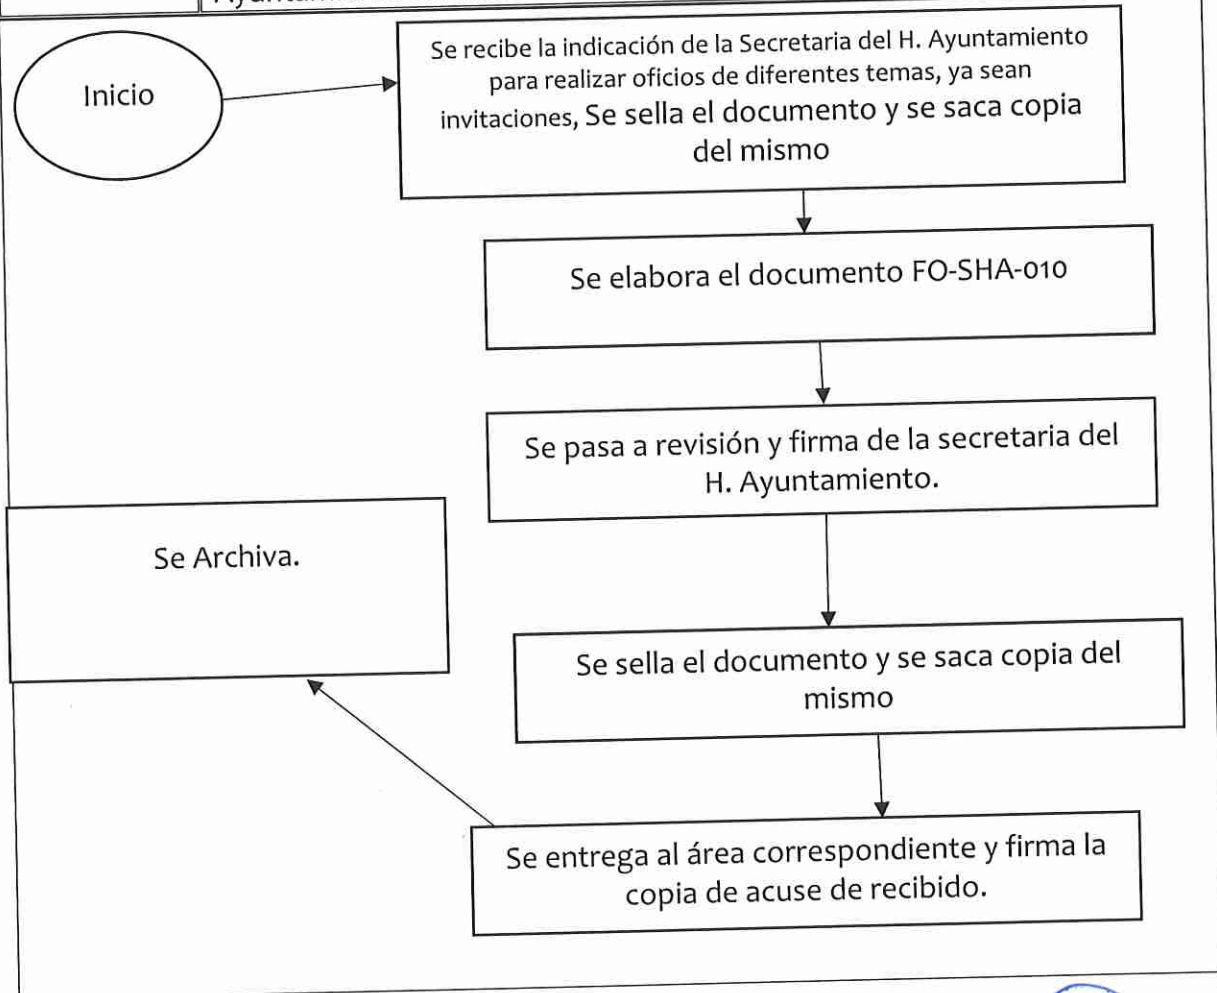 Inicio
Se recibe la indicación de la Secretaria del H. Ayuntamiento
para realizar oficios de diferentes temas, ya sean
invitaciones, Se sella el documento y se saca copia
del mismo
Se elabora el documento FO-SHA-010
Se pasa a revisión y firma de la secretaria del
H. Ayuntamiento.
Se sella el documento y se saca copia del
mismo
Se entrega al área correspondiente y firma la
copia de acuse de recibido.
Se Archiva.